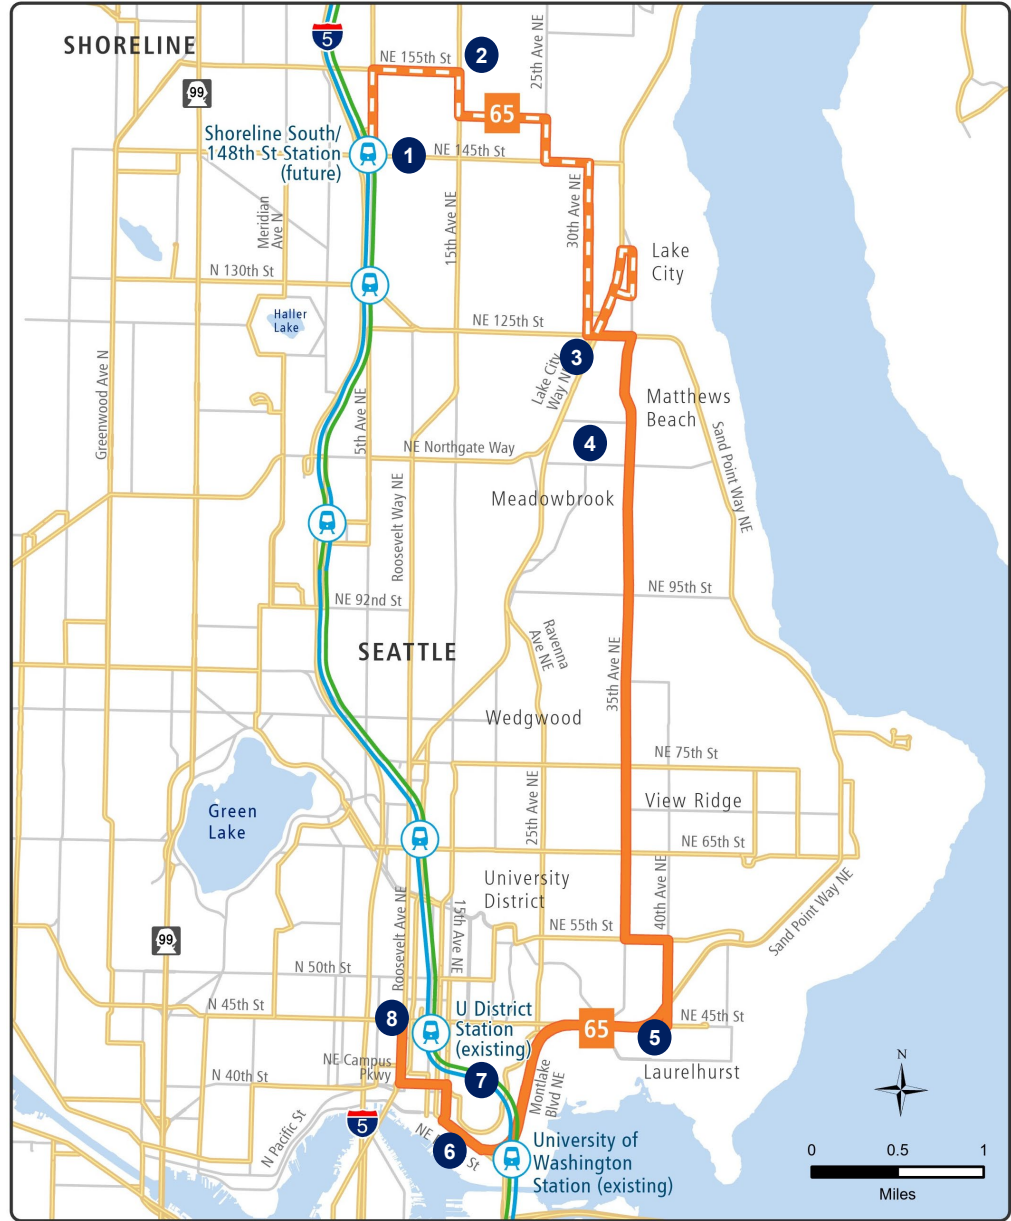 SHORELINE
5
NE 155th St
2
25th Ave NE
99
65
Shoreline South/
148th St Station
(future)
1
NE 145th St
Meridian
Ave N
15th Ave NE
30th Ave NE
Lake
City
N 130th St
Haller
Lake
NE 125th St
3
Lake City
Greenwood Ave N
5th Ave NE
Matthews
Beach
4
NE Northgate Way
Sand Point Way NE
Roosevelt Way NE
Meadowbrook
NE 92nd St
NE 95th St
SEATTLE
Ravenna
Ave NE
35th Ave NE
Wedgwood
NE 75th St
View Ridge
Green
Lake
25th Ave NE
NE 65th St
University
District
40th Ave NE
Roosevelt Ave NE
15th Ave NE
NE 55th St
Sand Point Way NE
99
N 50th St
N 45th St
8
U District
Station
(existing)
65
NE 45th St
5
NE Campus
Pkwy
7
N 40th St
Montlake
Blvd NE
Laurelhurst
N
N Pacific St
5
NE
St
6
University of
Washington
Station (existing)
0 0.5 1
Miles